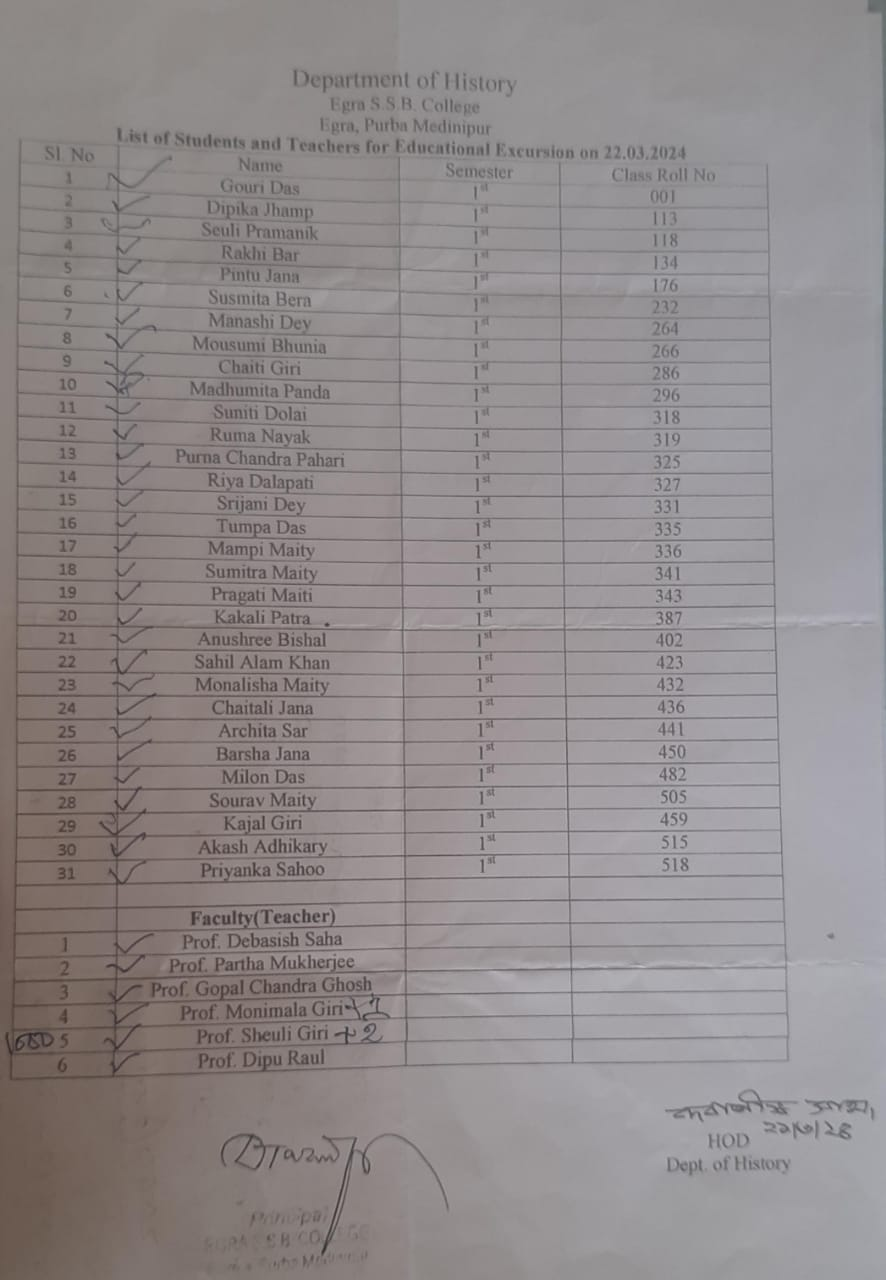 Department of History
Egra S.S.B. College
Egra, Purba Medinipur
List of Students and Teachers for Educational Excursion on 22.03.2024
Sl. No Name Semester Class Roll No
1 Gouri Das 1st 001
2 Dipika Jhamp 1st 113
3 Seuli Pramanik 1st 118
4 Rakhi Bar 1st 134
5 Pintu Jana 1st 176
6 Susmita Bera 1st 232
7 Manashi Dey 1st 264
8 Mousumi Bhunia 1st 266
9 Chaiti Giri 1st 286
10 Madhumita Panda 1st 296
11 Suniti Dolai 1st 318
12 Ruma Nayak 1st 319
13 Purna Chandra Pahari 1st 325
14 Riya Dalapati 1st 327
15 Srijani Dey 1st 331
16 Tumpa Das 1st 335
17 Mampi Maity 1st 336
18 Sumitra Maity 1st 341
19 Pragati Maiti 1st 343
20 Kakali Patra 1st 387
21 Anushree Bishal 1st 402
22 Sahil Alam Khan 1st 423
23 Monalisha Maity 1st 432
24 Chaitali Jana 1st 436
25 Archita Sar 1st 441
26 Barsha Jana 1st 450
27 Milon Das 1st 482
28 Sourav Maity 1st 505
29 Kajal Giri 1st 459
30 Akash Adhikary 1st 515
31 Priyanka Sahoo 1st 518
Faculty(Teacher)
1 Prof. Debasish Saha
2 Prof. Partha Mukherjee
3 Prof. Gopal Chandra Ghosh
4 Prof. Monimala Giri +1
5 Prof. Sheuli Giri +2
6 Prof. Dipu Raul
দেবাশীষ সাহা
HOD
Dept. of History
Principal
EGRA S S B COLLEGE
Purba Medinipur